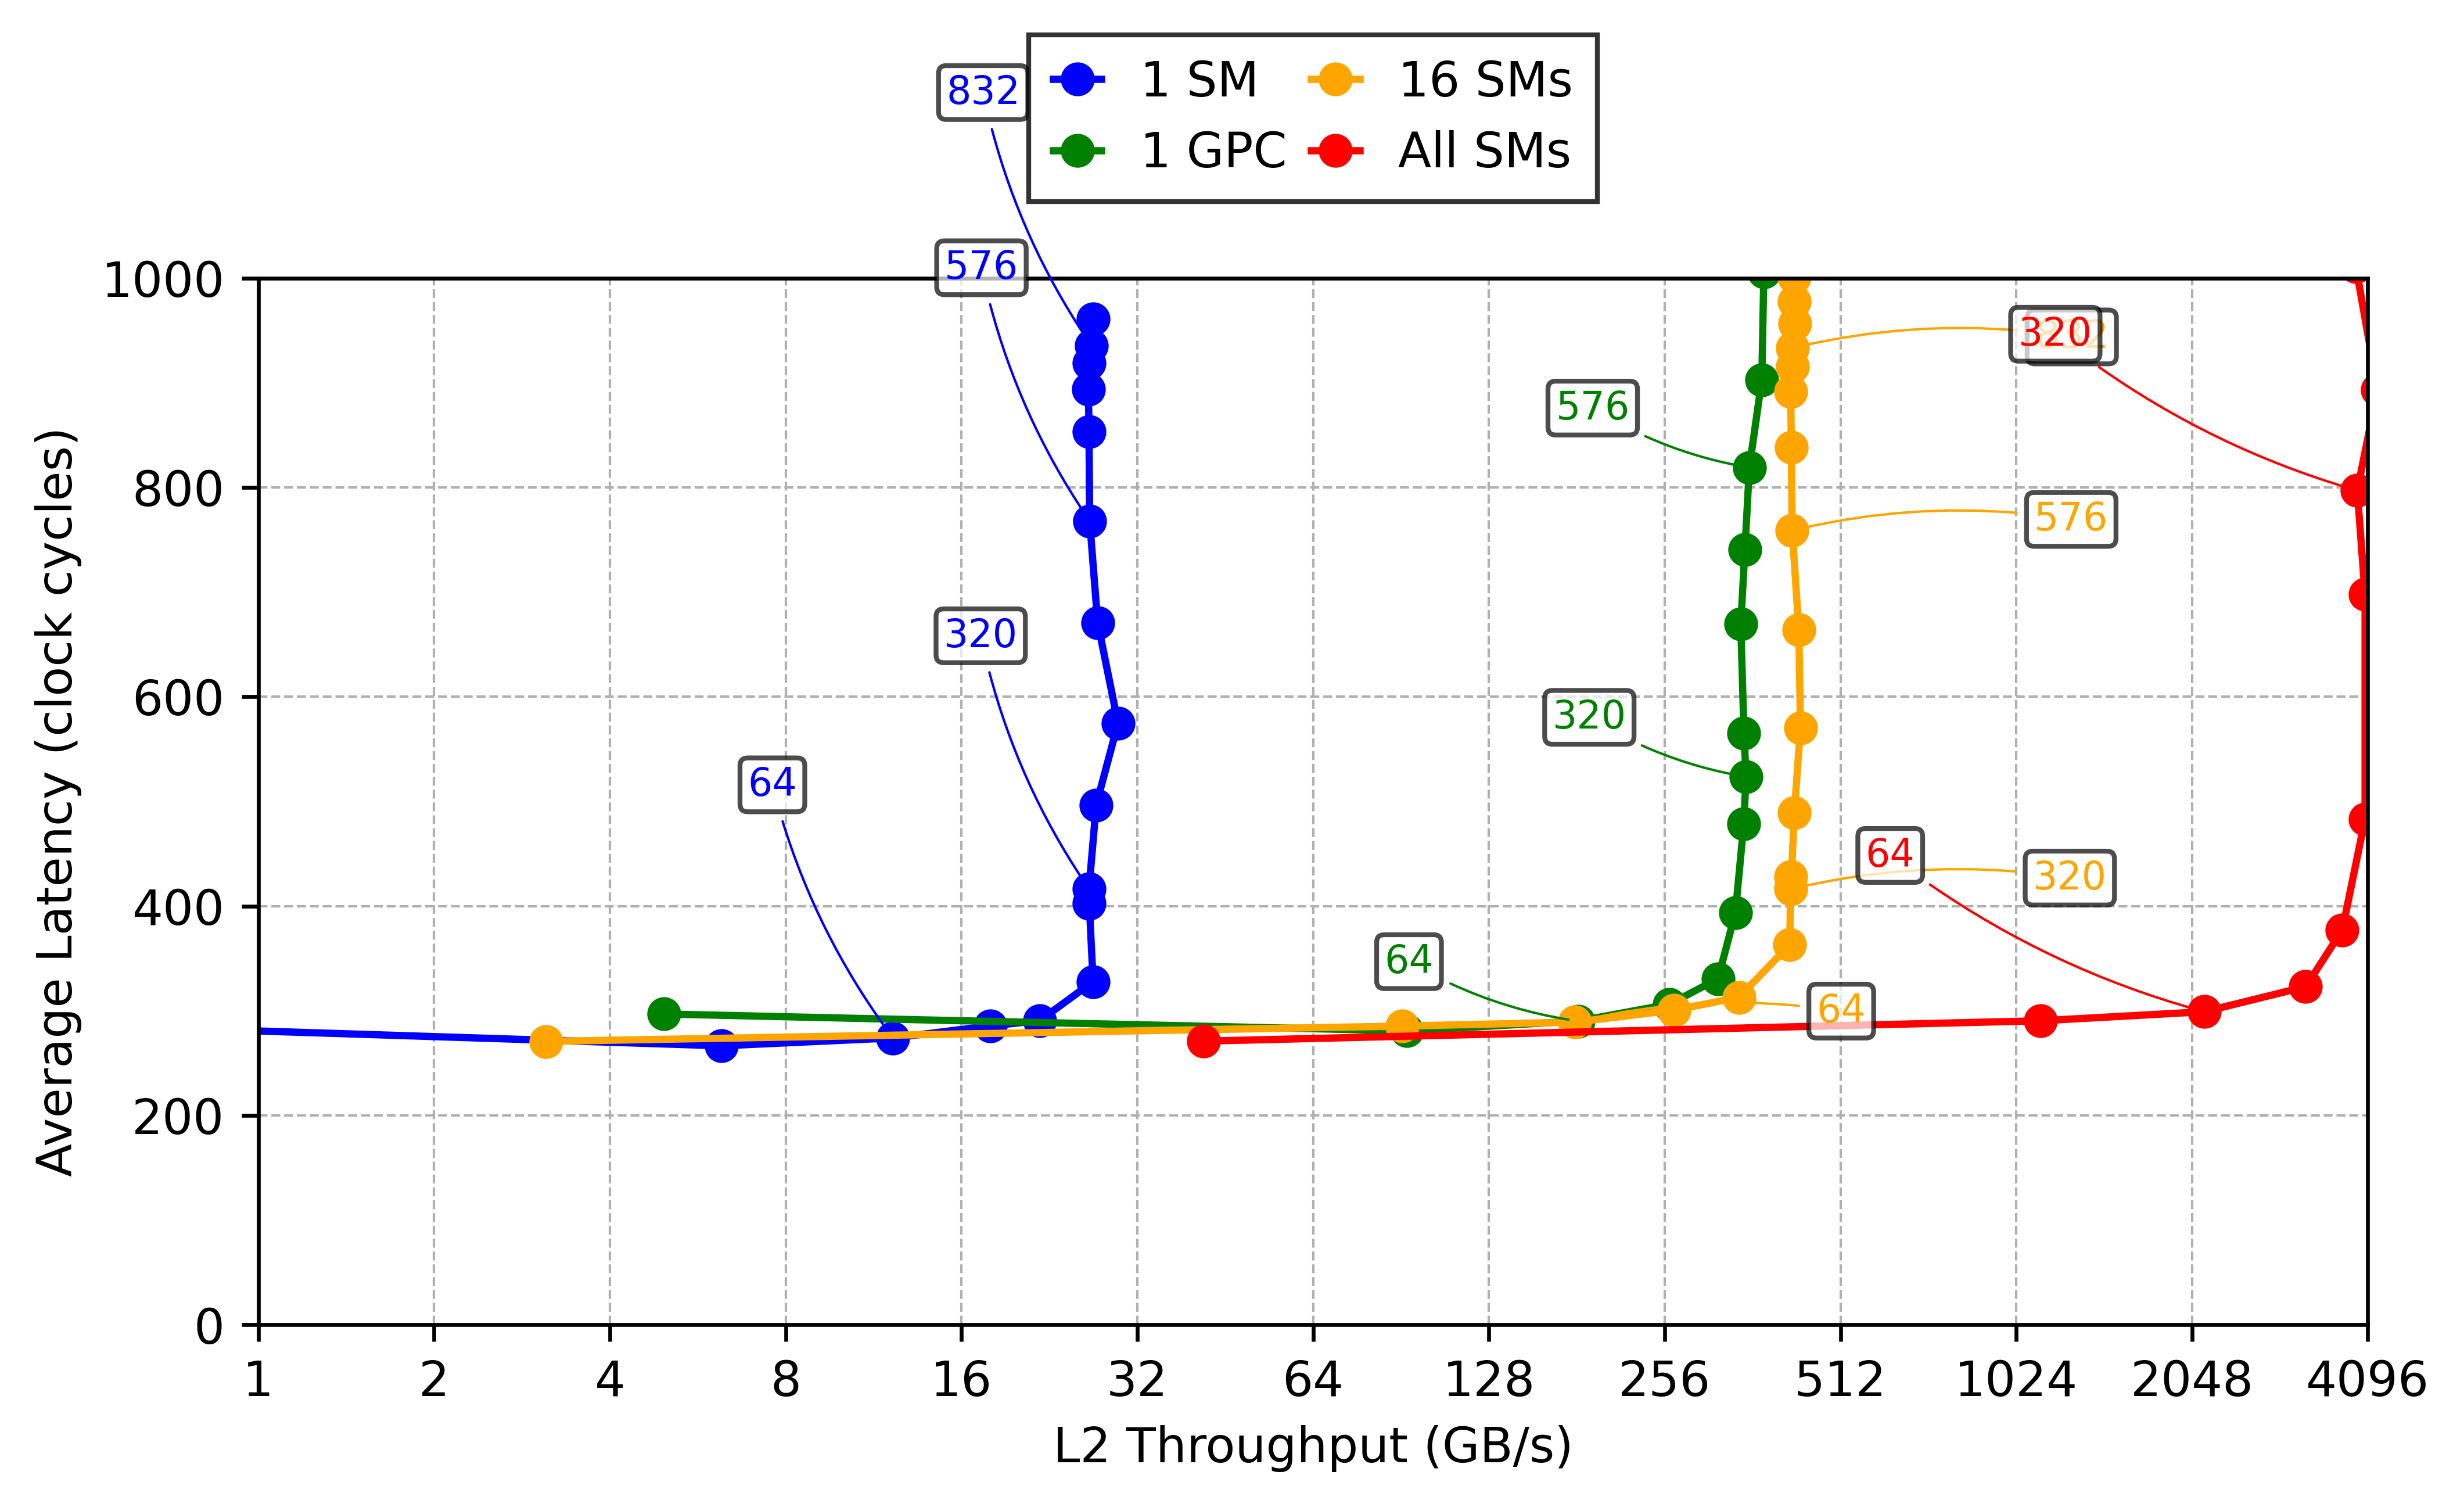 832
1 SM
16 SMs
1 GPC
All SMs
576
1000
320
576
800
576
320
600
320
64
64
320
400
64
64
200
0
Average Latency (clock cycles)
1 2 4 8 16 32 64 128 256 512 1024 2048 4096
L2 Throughput (GB/s)